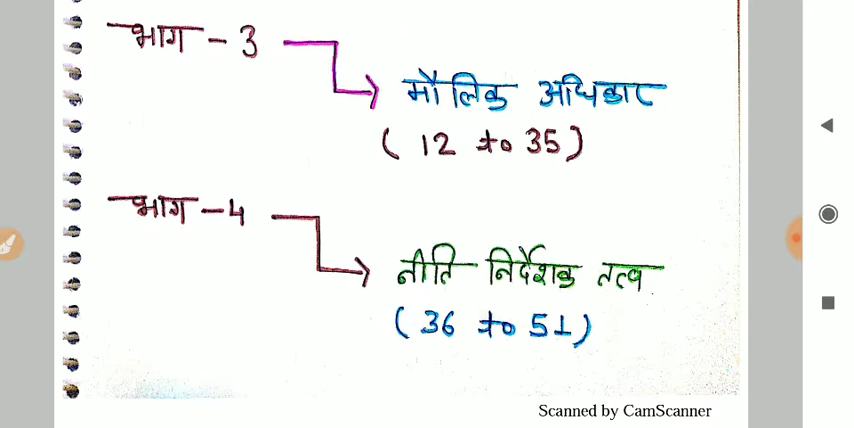 भाग - 3
मौलिक अधिकार
( 12 to 35 )
भाग - 4
नीति निर्देशक तत्व
( 36 to 51 )
Scanned by CamScanner